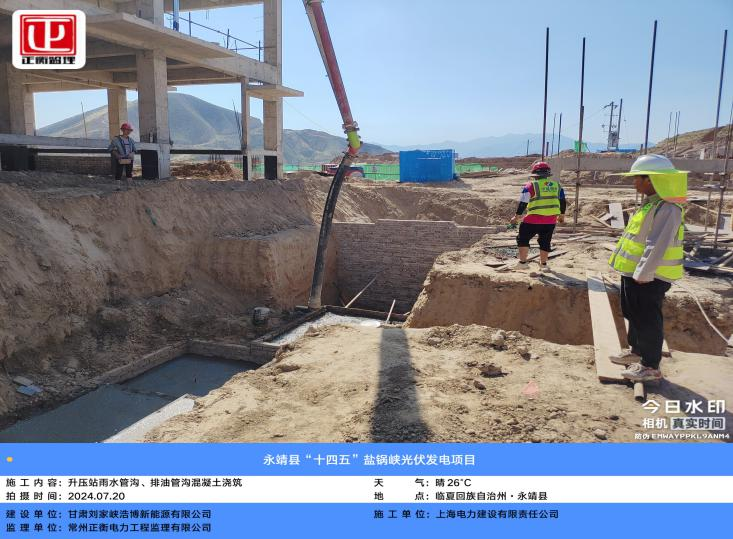 正衡监理
今日水印
相机 真实时间
防伪 EMWAYPPKL9ANM4
永靖县“十四五”盐锅峡光伏发电项目
施工内容：升压站雨水管沟、排油管沟混凝土浇筑
天 气：晴 26°C
拍摄时间：2024.07.20
地 点：临夏回族自治州·永靖县
建设单位：甘肃刘家峡浩博新能源有限公司
施工单位：上海电力建设有限责任公司
监理单位：常州正衡电力工程监理有限公司